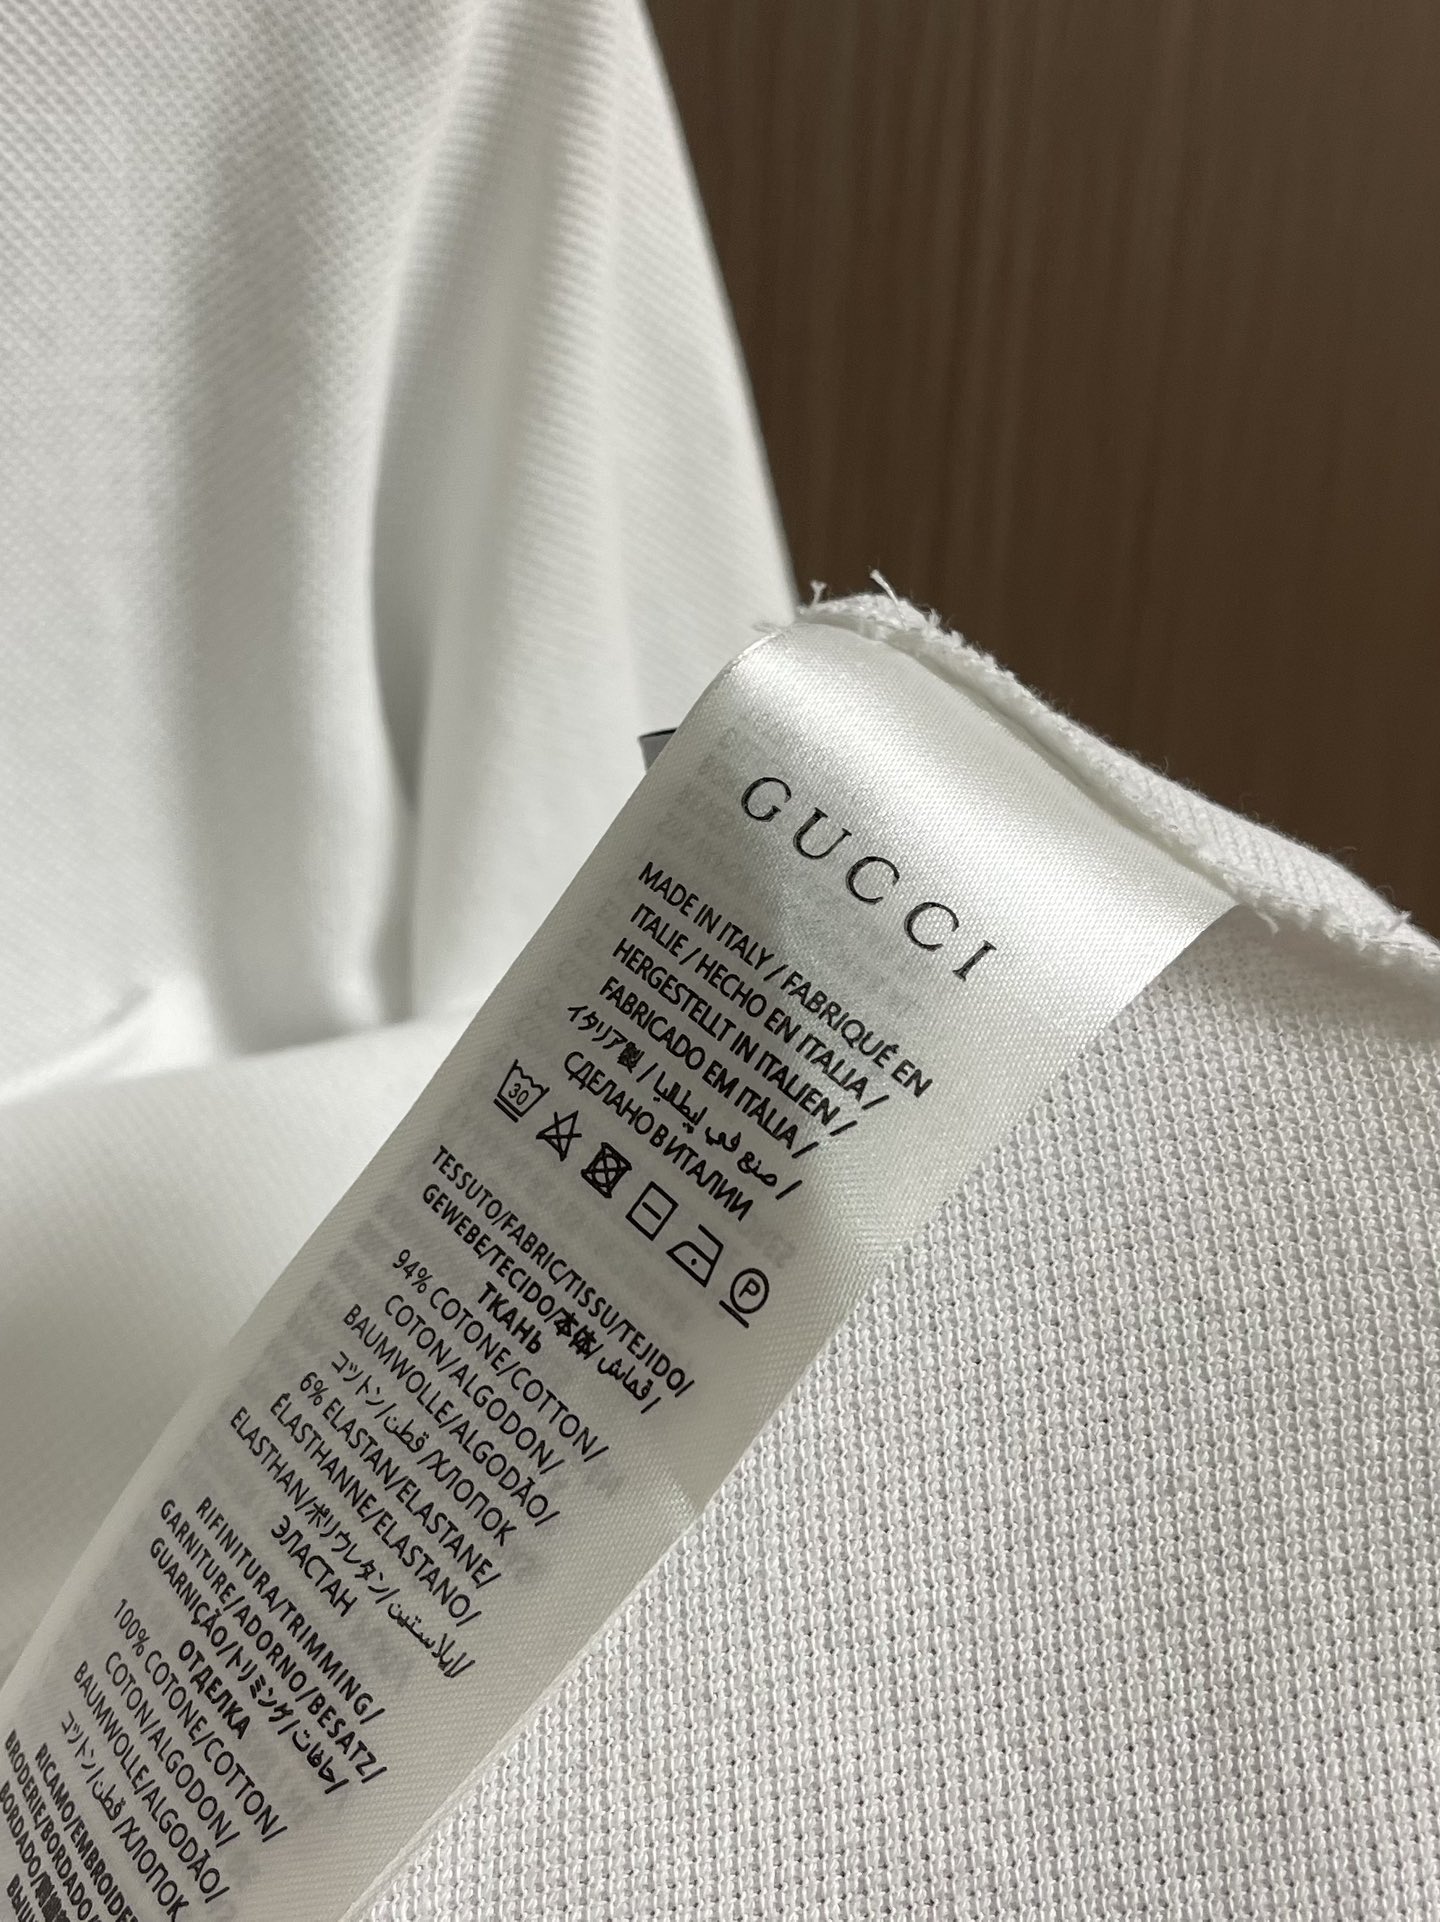 GUCCI
MADE IN ITALY / FABRIQUÉ EN
ITALIE / HECHO EN ITALIA /
HERGESTELLT IN ITALIEN /
FABRICADO EM ITÁLIA /
イタリア製 / صنع في إيطاليا /
СДЕЛАНО В ИТАЛИИ
30
P
TESSUTO/FABRIC/TISSU/TEJIDO/
GEWEBE/TECIDO/本体/قماش/
ТКАНЬ
94% COTONE/COTTON/
COTON/ALGODON/
BAUMWOLLE/ALGODÃO/
コットン/قطن/ХЛОПОК
6% ELASTAN/ELASTANE/
ÉLASTHANNE/ELASTANO/
ELASTHAN/ポリウレタン/إيلاستين/
ЭЛАСТАН
RIFINITURA/TRIMMING/
GARNITURE/ADORNO/BESATZ/
GUARNIÇÃO/トリミング/حافات/
ОТДЕЛКА
100% COTONE/COTTON/
COTON/ALGODON/
BAUMWOLLE/ALGODÃO/
コットン/قطن/ХЛОПОК
RICAMO/
BRODERIE/BORDADO/
BORDADO/